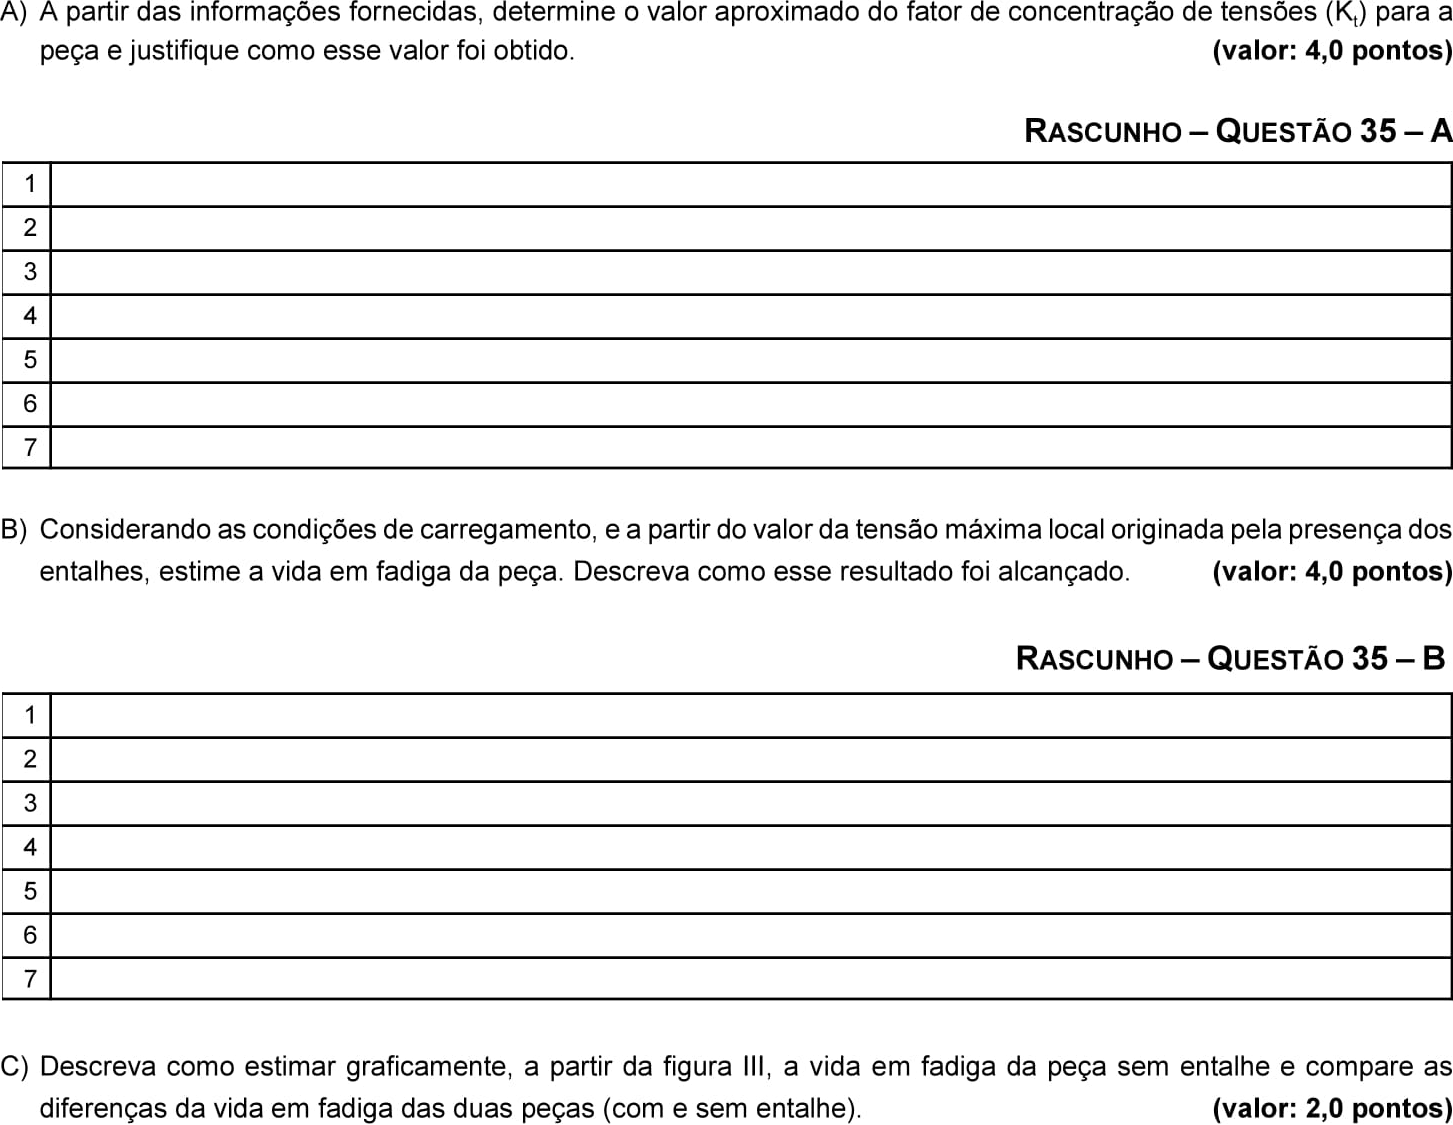 A) A partir das informações fornecidas, determine o valor aproximado do fator de concentração de tensões (Kt) para a
peça e justifique como esse valor foi obtido. (valor: 4,0 pontos)
RASCUNHO – QUESTÃO 35 – A
1
2
3
4
5
6
7
B) Considerando as condições de carregamento, e a partir do valor da tensão máxima local originada pela presença dos
entalhes, estime a vida em fadiga da peça. Descreva como esse resultado foi alcançado. (valor: 4,0 pontos)
RASCUNHO – QUESTÃO 35 – B
1
2
3
4
5
6
7
C) Descreva como estimar graficamente, a partir da figura III, a vida em fadiga da peça sem entalhe e compare as
diferenças da vida em fadiga das duas peças (com e sem entalhe). (valor: 2,0 pontos)